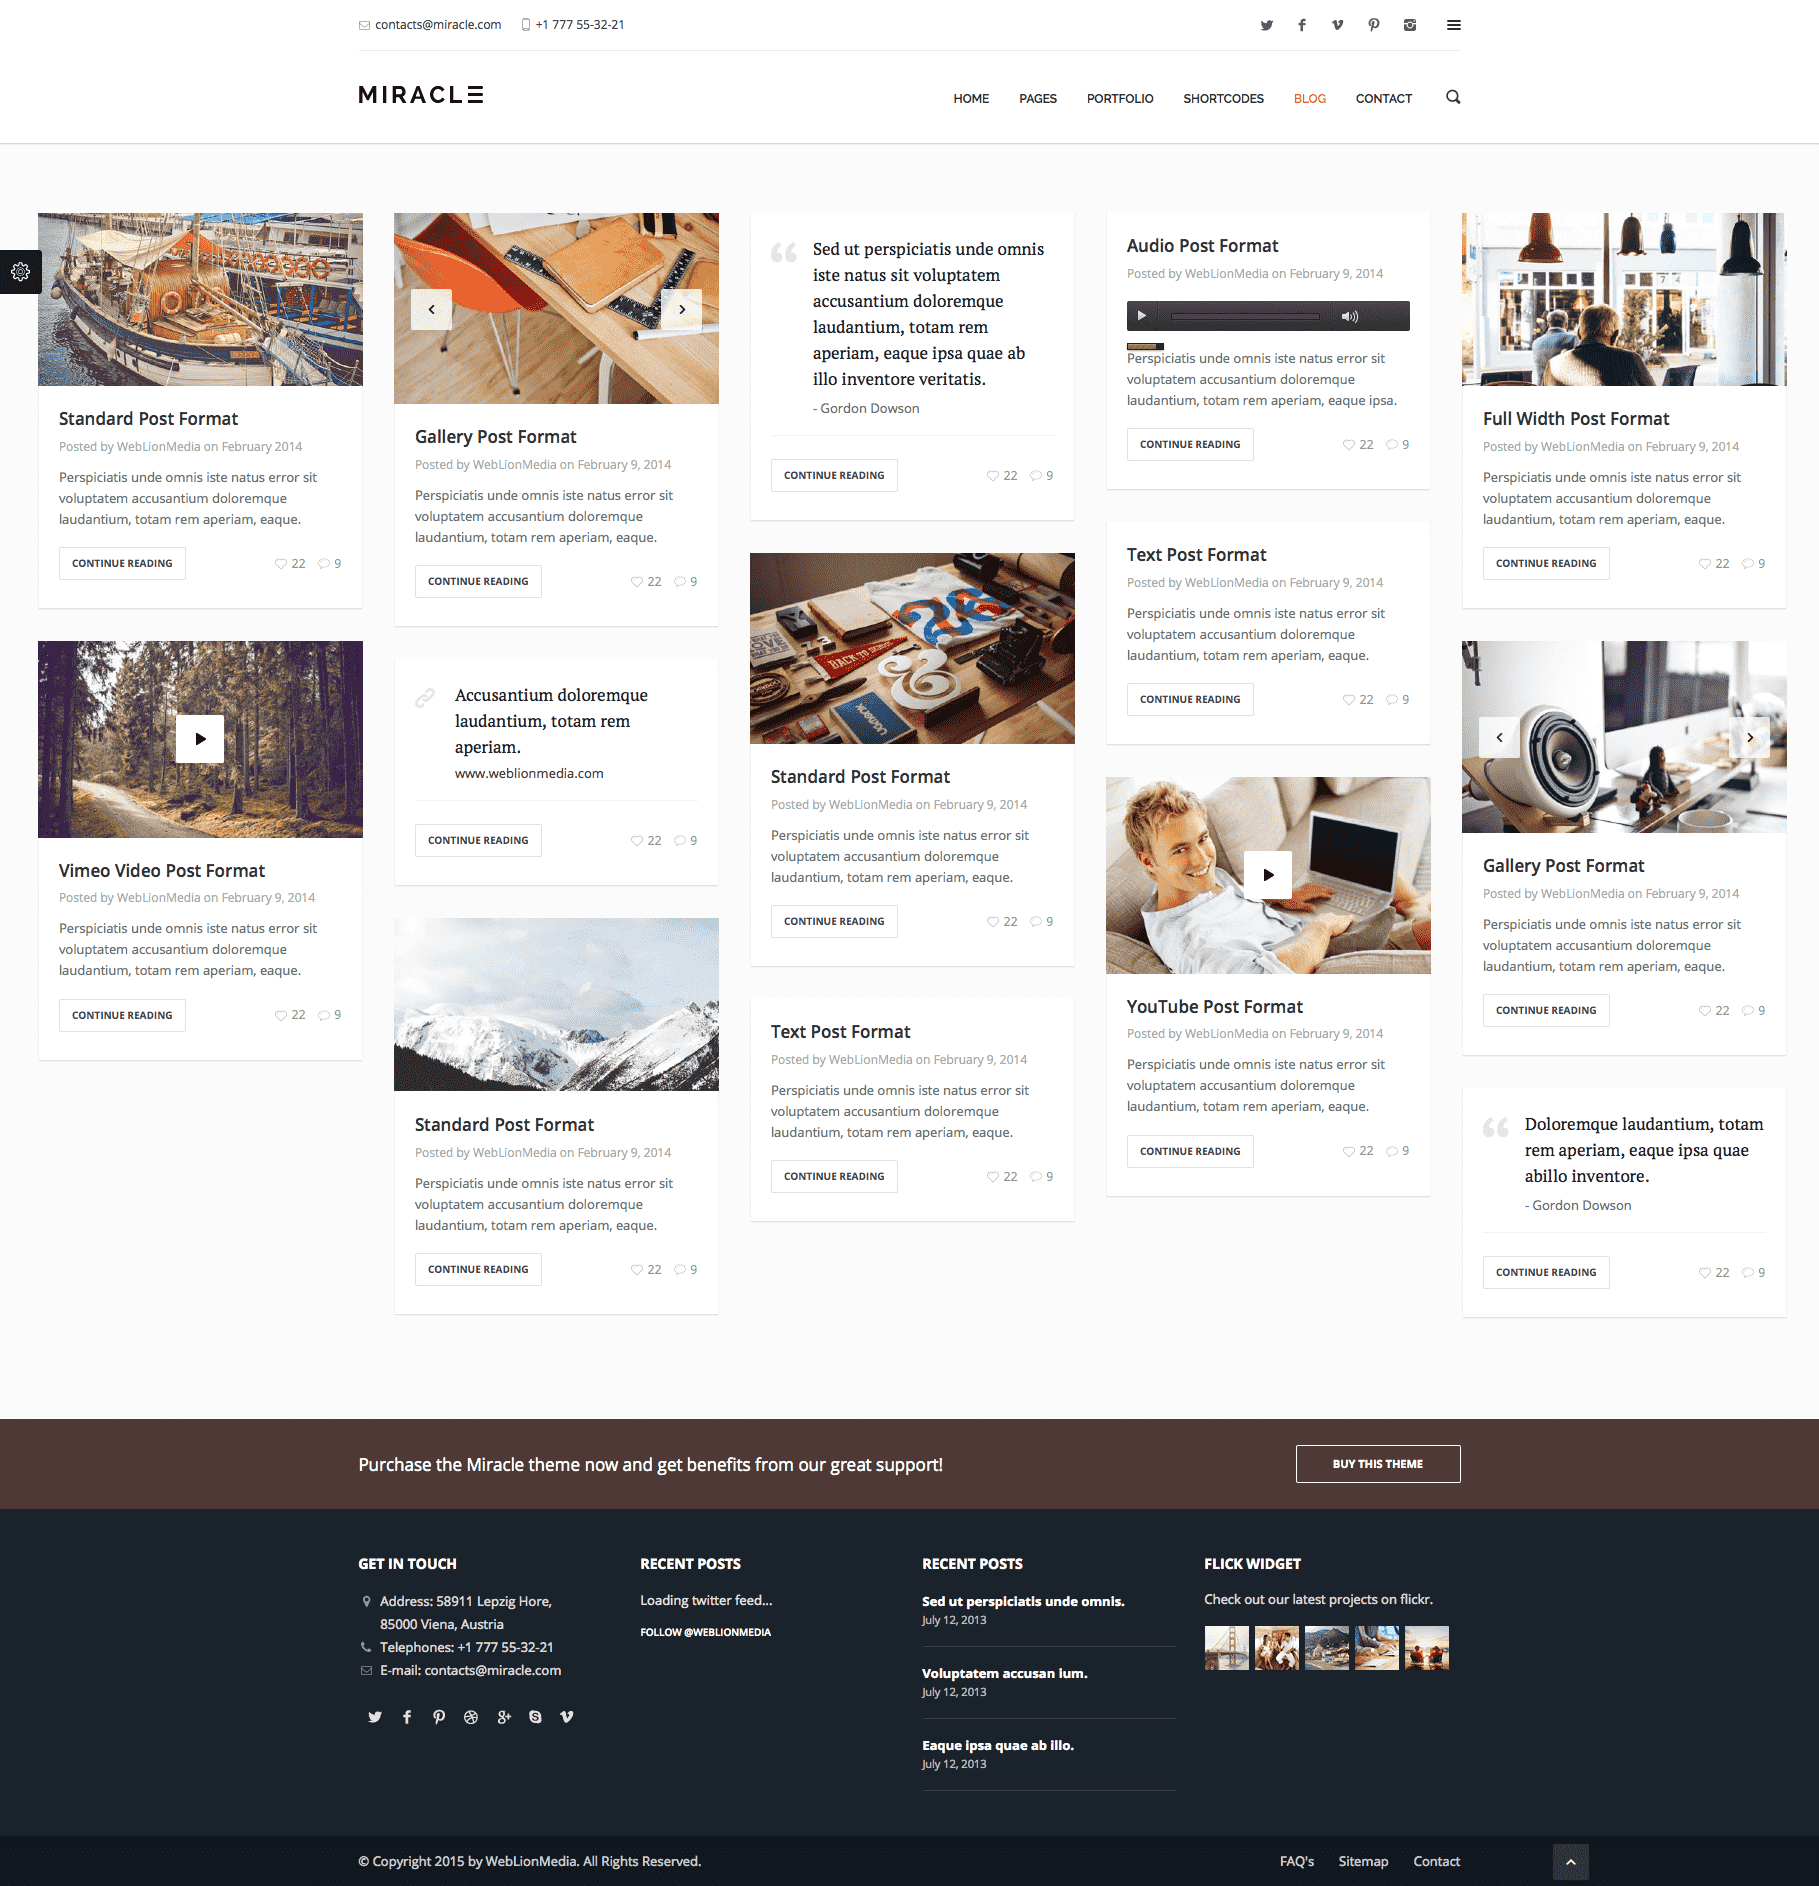 contacts@miracle.com +1 777 55-32-21
MIRACLE
HOME PAGES PORTFOLIO SHORTCODES BLOG CONTACT
Standard Post Format
Posted by WebLionMedia on February 2014
Perspiciatis unde omnis iste natus error sit
voluptatem accusantium doloremque
laudantium, totam rem aperiam, eaque.
CONTINUE READING 22 9
Vimeo Video Post Format
Posted by WebLionMedia on February 9, 2014
Perspiciatis unde omnis iste natus error sit
voluptatem accusantium doloremque
laudantium, totam rem aperiam, eaque.
CONTINUE READING 22 9
Gallery Post Format
Posted by WebLionMedia on February 9, 2014
Perspiciatis unde omnis iste natus error sit
voluptatem accusantium doloremque
laudantium, totam rem aperiam, eaque.
CONTINUE READING 22 9
Accusantium doloremque
laudantium, totam rem
aperiam.
www.weblionmedia.com
CONTINUE READING 22 9
Standard Post Format
Posted by WebLionMedia on February 9, 2014
Perspiciatis unde omnis iste natus error sit
voluptatem accusantium doloremque
laudantium, totam rem aperiam, eaque.
CONTINUE READING 22 9
Sed ut perspiciatis unde omnis
iste natus sit voluptatem
accusantium doloremque
laudantium, totam rem
aperiam, eaque ipsa quae ab
illo inventore veritatis.
- Gordon Dowson
CONTINUE READING 22 9
BACK TO SCHOOL
Standard Post Format
Posted by WebLionMedia on February 9, 2014
Perspiciatis unde omnis iste natus error sit
voluptatem accusantium doloremque
laudantium, totam rem aperiam, eaque.
CONTINUE READING 22 9
Text Post Format
Posted by WebLionMedia on February 9, 2014
Perspiciatis unde omnis iste natus error sit
voluptatem accusantium doloremque
laudantium, totam rem aperiam, eaque.
CONTINUE READING 22 9
Audio Post Format
Posted by WebLionMedia on February 9, 2014
Perspiciatis unde omnis iste natus error sit
voluptatem accusantium doloremque
laudantium, totam rem aperiam, eaque ipsa.
CONTINUE READING 22 9
Text Post Format
Posted by WebLionMedia on February 9, 2014
Perspiciatis unde omnis iste natus error sit
voluptatem accusantium doloremque
laudantium, totam rem aperiam, eaque.
CONTINUE READING 22 9
YouTube Post Format
Posted by WebLionMedia on February 9, 2014
Perspiciatis unde omnis iste natus error sit
voluptatem accusantium doloremque
laudantium, totam rem aperiam, eaque.
CONTINUE READING 22 9
Full Width Post Format
Posted by WebLionMedia on February 9, 2014
Perspiciatis unde omnis iste natus error sit
voluptatem accusantium doloremque
laudantium, totam rem aperiam, eaque.
CONTINUE READING 22 9
Gallery Post Format
Posted by WebLionMedia on February 9, 2014
Perspiciatis unde omnis iste natus error sit
voluptatem accusantium doloremque
laudantium, totam rem aperiam, eaque.
CONTINUE READING 22 9
Doloremque laudantium, totam
rem aperiam, eaque ipsa quae
abillo inventore.
- Gordon Dowson
CONTINUE READING 22 9
Purchase the Miracle theme now and get benefits from our great support!
BUY THIS THEME
GET IN TOUCH
Address: 58911 Lepzig Hore,
85000 Viena, Austria
Telephones: +1 777 55-32-21
E-mail: contacts@miracle.com
RECENT POSTS
Loading twitter feed...
FOLLOW @WEBLIONMEDIA
RECENT POSTS
Sed ut perspiciatis unde omnis.
July 12, 2013
Voluptatem accusan ium.
July 12, 2013
Eaque ipsa quae ab illo.
July 12, 2013
FLICK WIDGET
Check out our latest projects on flickr.
© Copyright 2015 by WebLionMedia. All Rights Reserved.
FAQ's Sitemap Contact